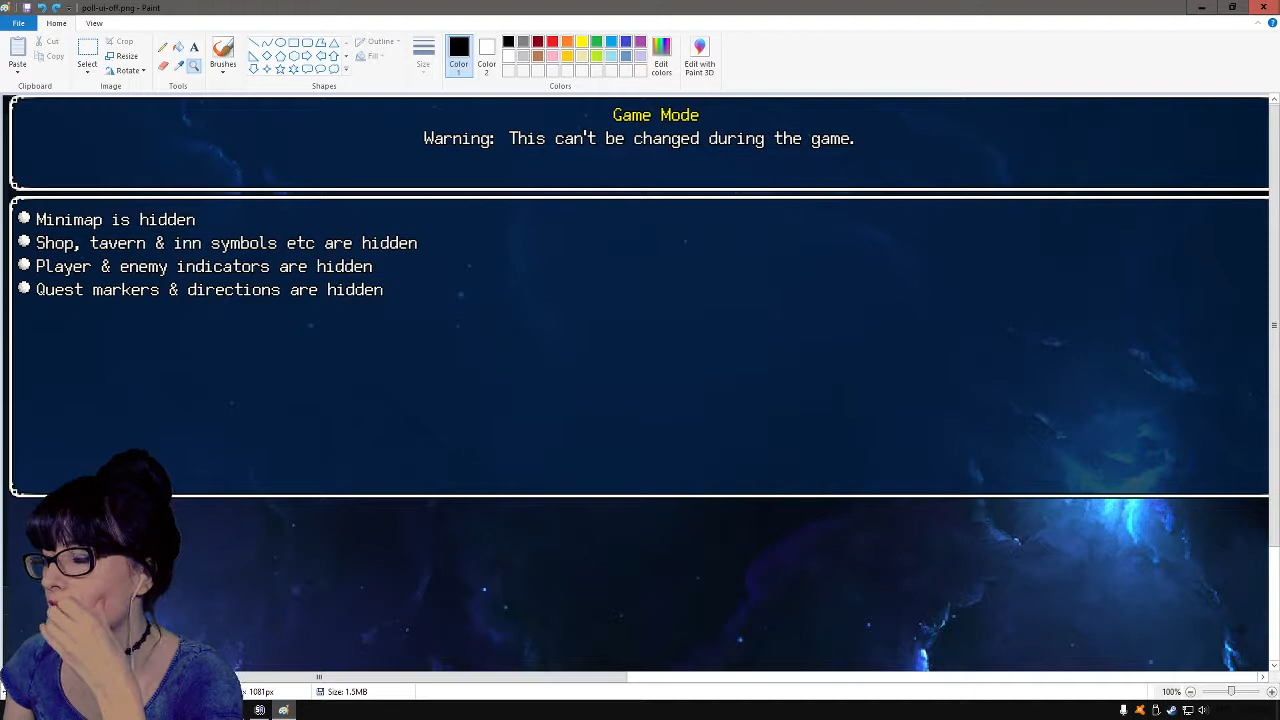 poll-ui-off.png - Paint
File Home View
Paste
Cut
Copy
Clipboard
Select
Crop
Resize
Rotate
Image
Tools
Brushes
Shapes
Outline
Fill
Size
Color 1
Color 2
Edit colors
Colors
Edit with Paint 3D
Game Mode
Warning: This can't be changed during the game.
Minimap is hidden
Shop, tavern & inn symbols etc are hidden
Player & enemy indicators are hidden
Quest markers & directions are hidden
× 1081px
Size: 1.5MB
100%